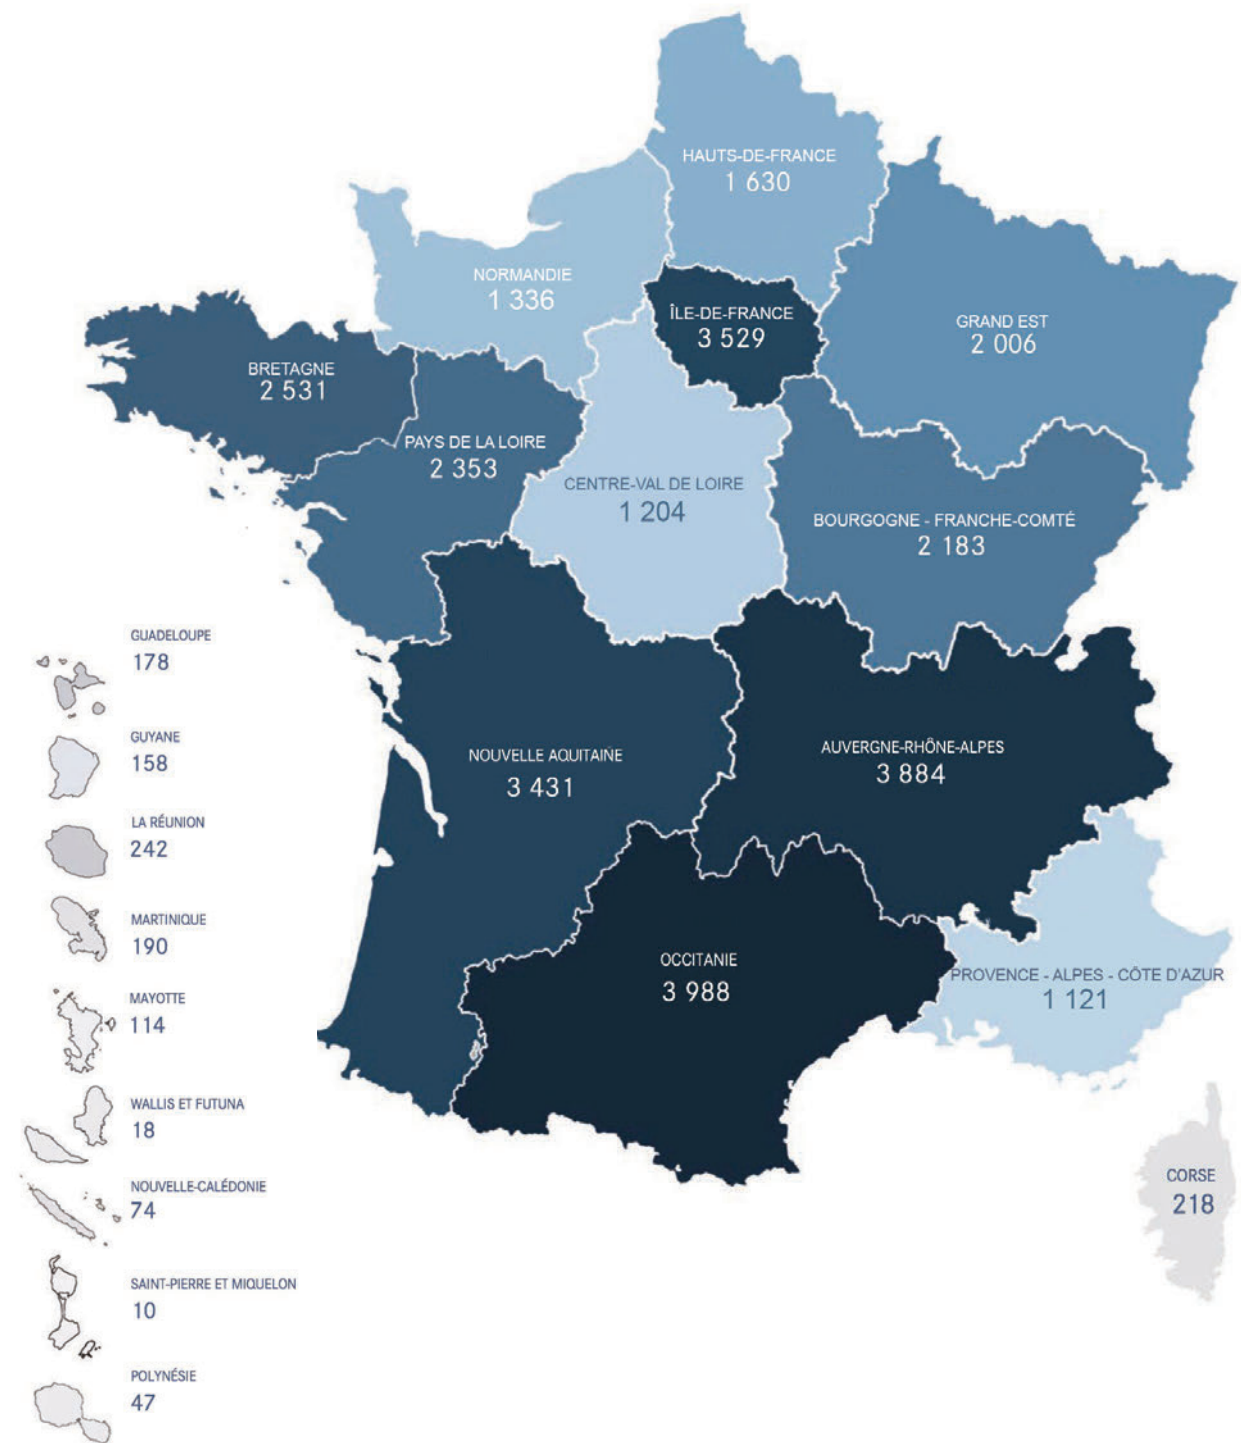 HAUTS-DE-FRANCE
1 630
NORMANDIE
1 336
ÎLE-DE-FRANCE
3 529
GRAND EST
2 006
BRETAGNE
2 531
PAYS DE LA LOIRE
2 353
CENTRE-VAL DE LOIRE
1 204
BOURGOGNE - FRANCHE-COMTÉ
2 183
NOUVELLE AQUITAINE
3 431
AUVERGNE-RHÔNE-ALPES
3 884
OCCITANIE
3 988
PROVENCE - ALPES - CÔTE D'AZUR
1 121
CORSE
218
GUADELOUPE
178
GUYANE
158
LA RÉUNION
242
MARTINIQUE
190
MAYOTTE
114
WALLIS ET FUTUNA
18
NOUVELLE-CALÉDONIE
74
SAINT-PIERRE ET MIQUELON
10
POLYNÉSIE
47